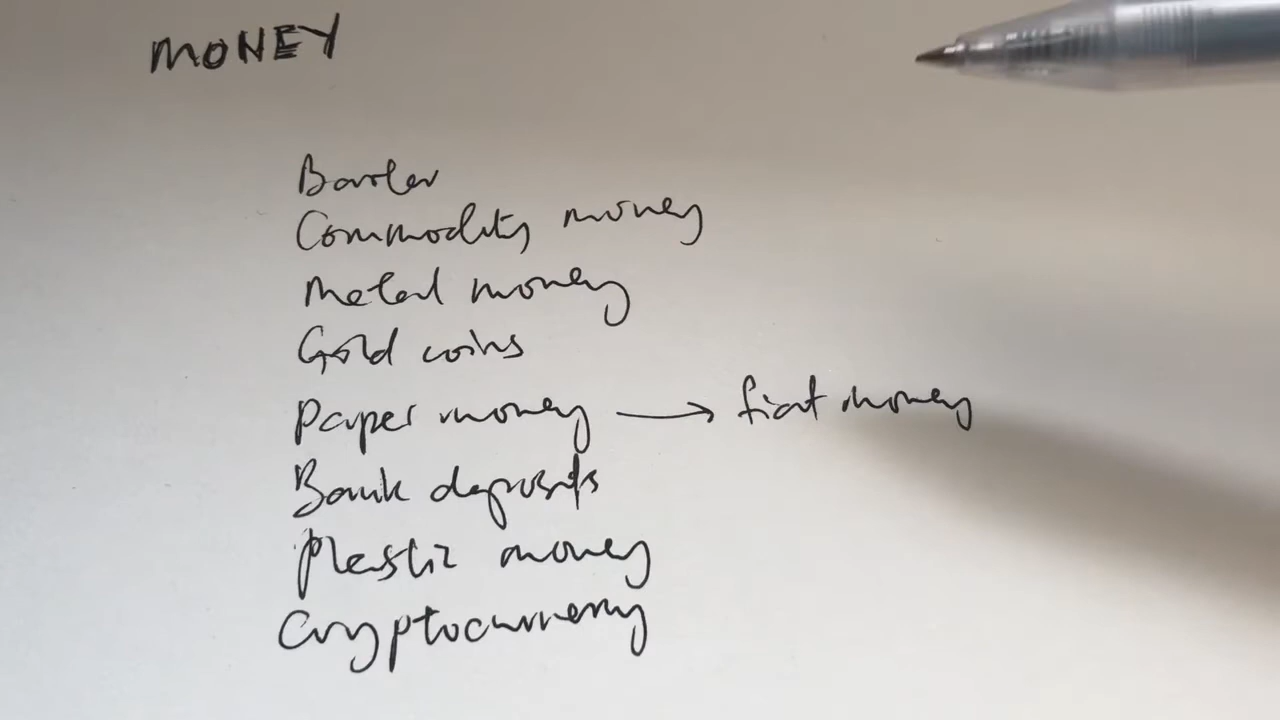 MONEY
Barter
Commodity money
Metal money
Gold coins
Paper money → fiat money
Bank deposits
Plastic money
Cryptocurrency